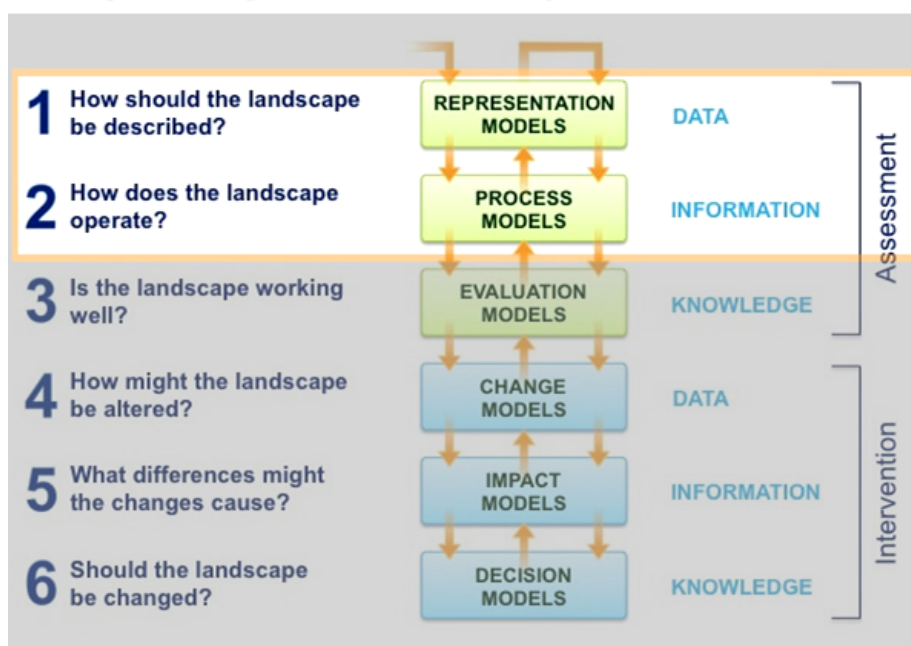 1 How should the landscape
be described?
REPRESENTATION
MODELS
DATA
2 How does the landscape
operate?
PROCESS
MODELS
INFORMATION
3 Is the landscape working
well?
EVALUATION
MODELS
KNOWLEDGE
Assessment
4 How might the landscape
be altered?
CHANGE
MODELS
DATA
5 What differences might
the changes cause?
IMPACT
MODELS
INFORMATION
6 Should the landscape
be changed?
DECISION
MODELS
KNOWLEDGE
Intervention